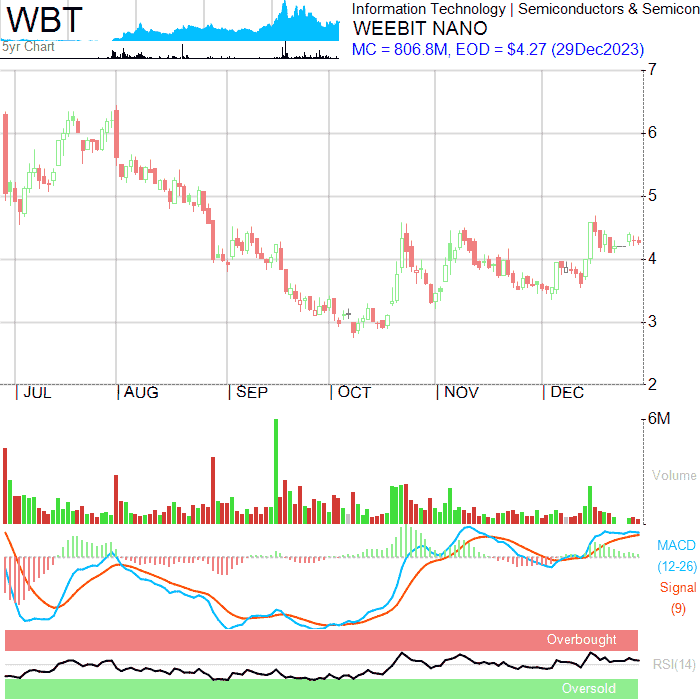 WBT
5yr Chart
Information Technology | Semiconductors & Semicon
WEEBIT NANO
MC = 806.8M, EOD = $4.27 (29Dec2023)
7
6
5
4
3
2
JUL
AUG
SEP
OCT
NOV
DEC
6M
Volume
MACD
(12-26)
Signal
(9)
Overbought
RSI(14)
Oversold